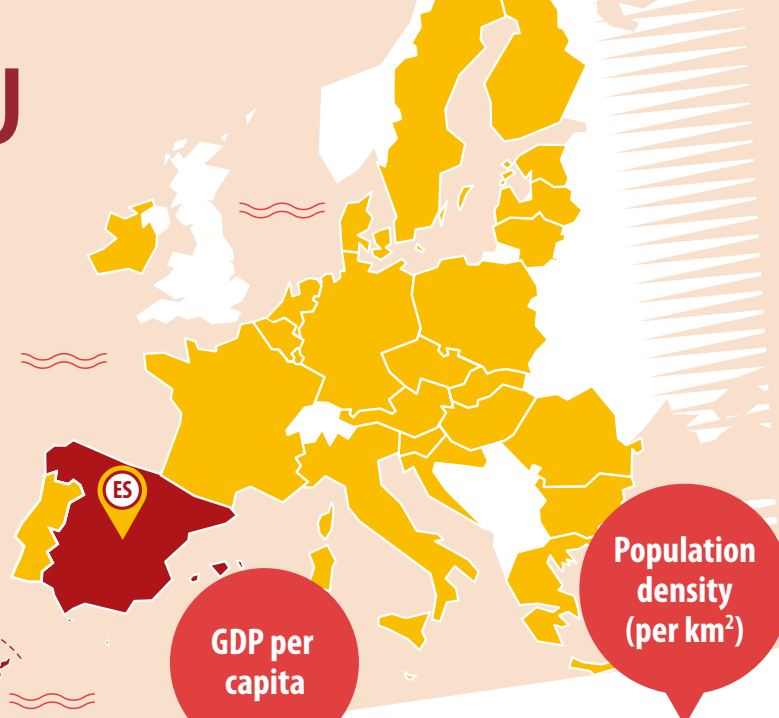 U
ES
GDP per
capita
Population
density
(per km²)